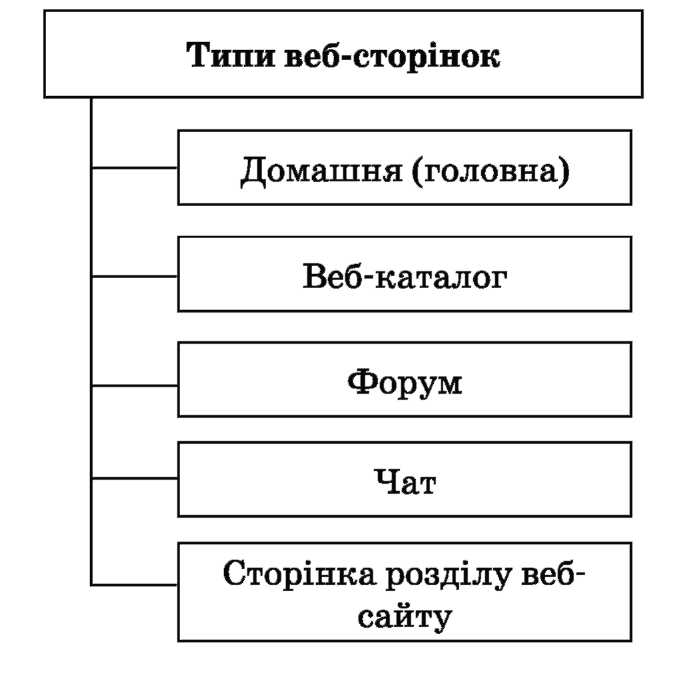 Типи веб-сторінок
Домашня (головна)
Веб-каталог
Форум
Чат
Сторінка розділу веб-
сайту